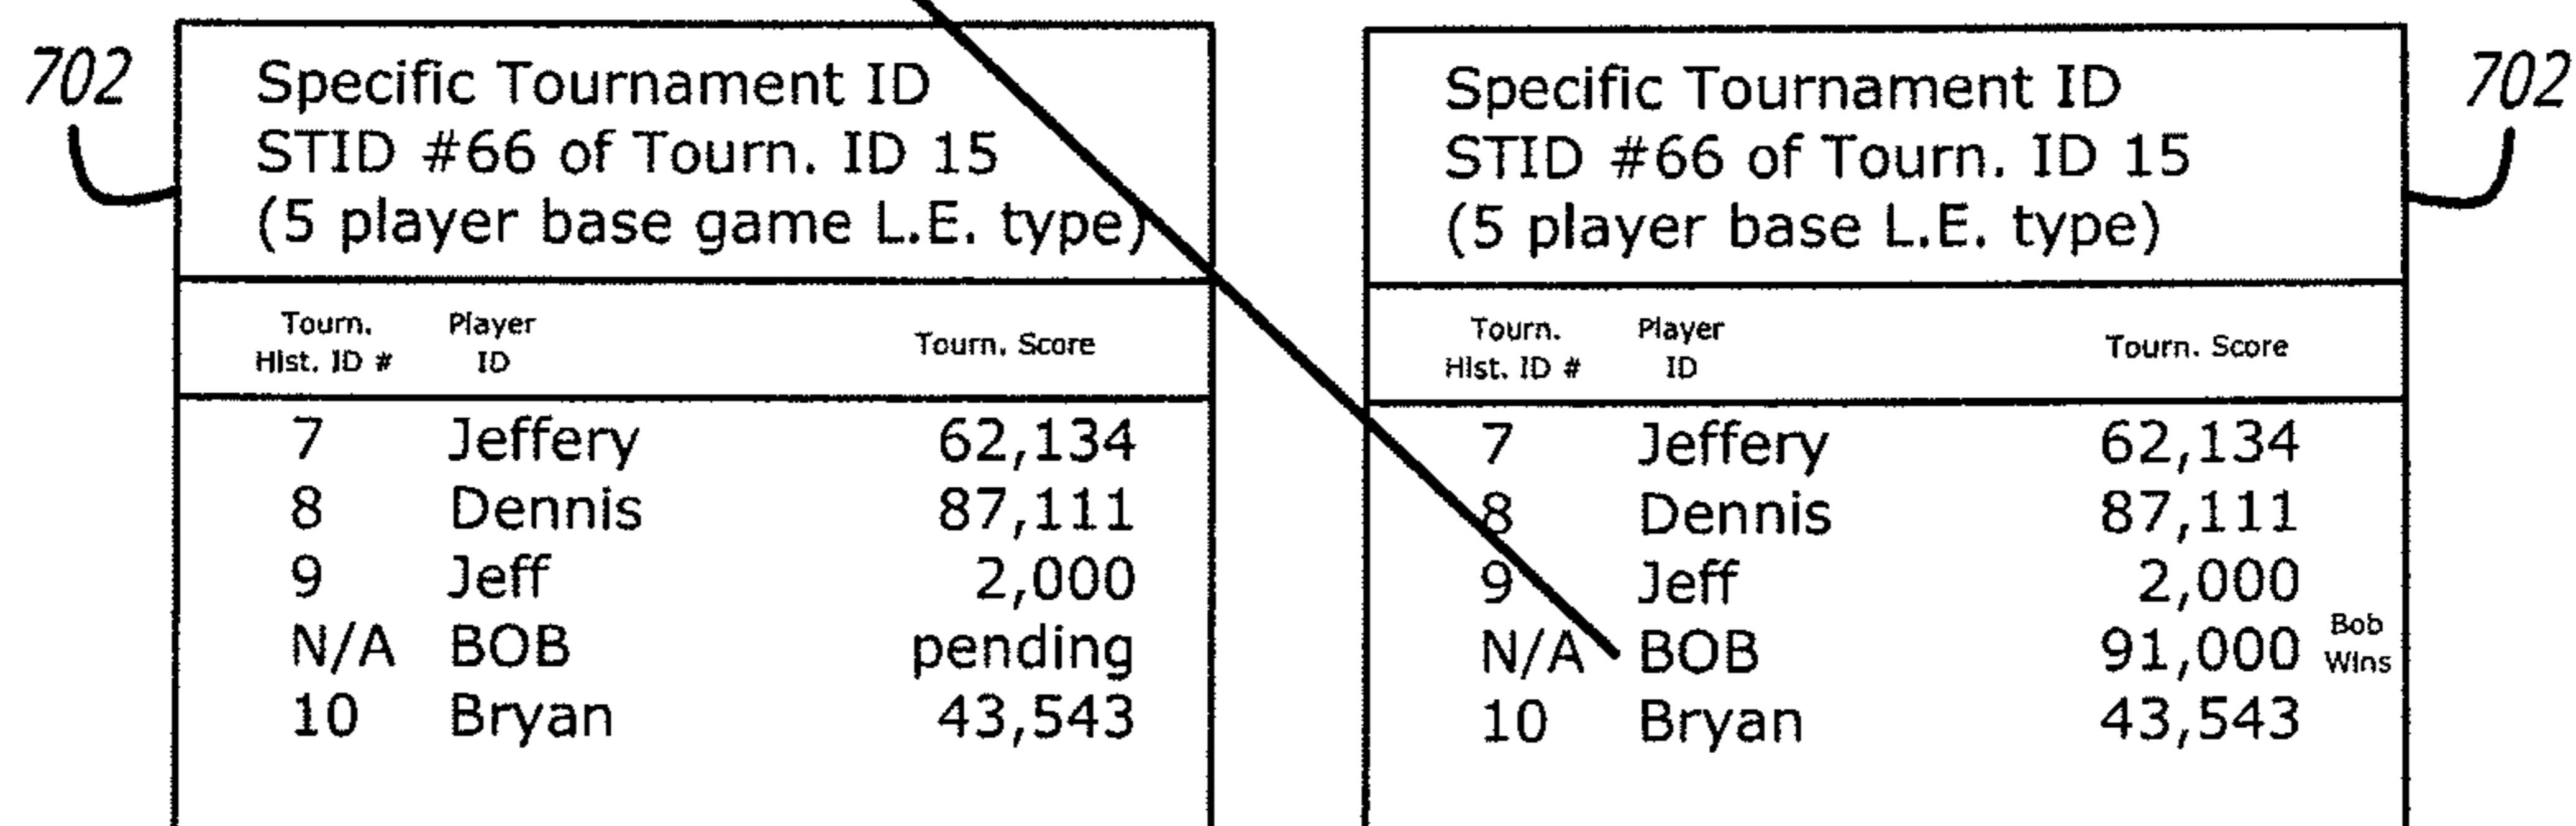 702
Specific Tournament ID
STID #66 of Tourn. ID 15
(5 player base game L.E. type)
Tourn. Hist. ID #
Player ID
Tourn. Score
7 Jeffery 62,134
8 Dennis 87,111
9 Jeff 2,000
N/A BOB pending
10 Bryan 43,543
702
Specific Tournament ID
STID #66 of Tourn. ID 15
(5 player base L.E. type)
Tourn. Hist. ID #
Player ID
Tourn. Score
7 Jeffery 62,134
8 Dennis 87,111
9 Jeff 2,000
N/A BOB 91,000 Bob Wins
10 Bryan 43,543